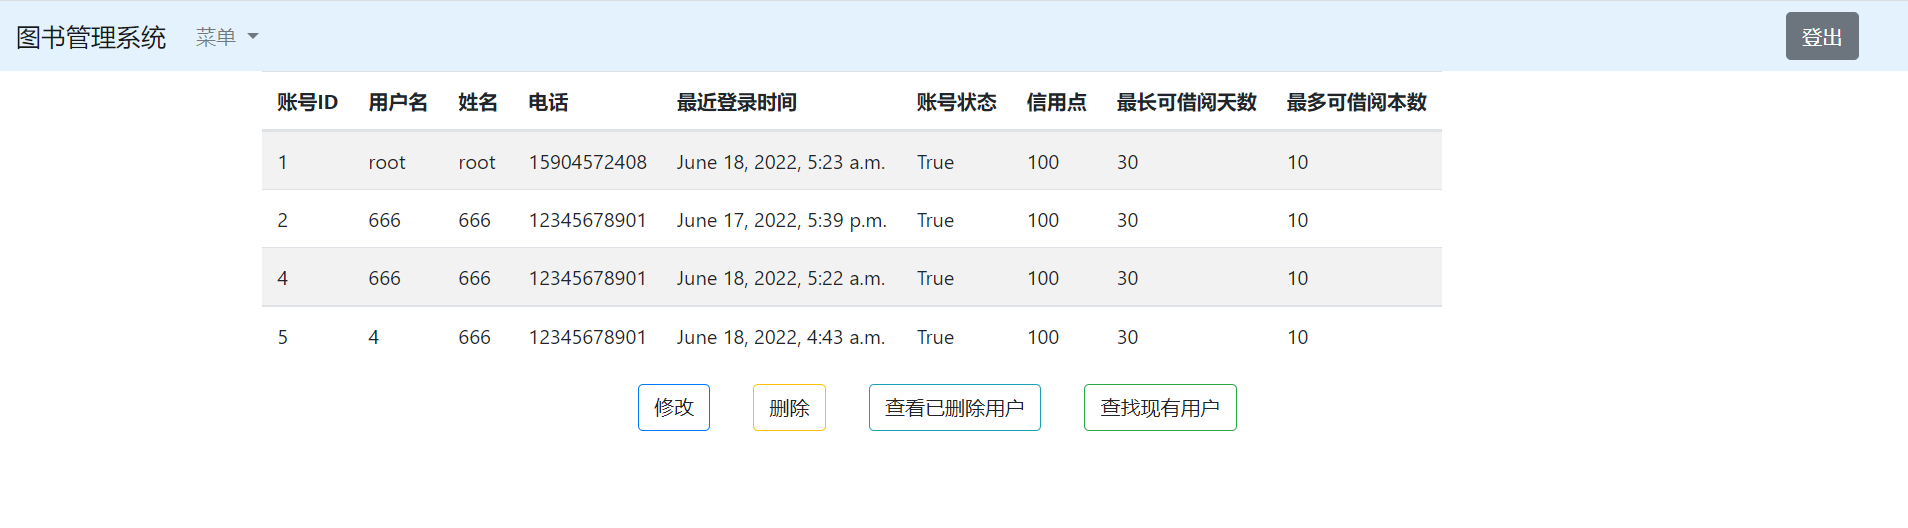 图书管理系统 菜单 登出
账号ID 用户名 姓名 电话 最近登录时间 账号状态 信用点 最长可借阅天数 最多可借阅本数
1 root root 15904572408 June 18, 2022, 5:23 a.m. True 100 30 10
2 666 666 12345678901 June 17, 2022, 5:39 p.m. True 100 30 10
4 666 666 12345678901 June 18, 2022, 5:22 a.m. True 100 30 10
5 4 666 12345678901 June 18, 2022, 4:43 a.m. True 100 30 10
修改 删除 查看已删除用户 查找现有用户